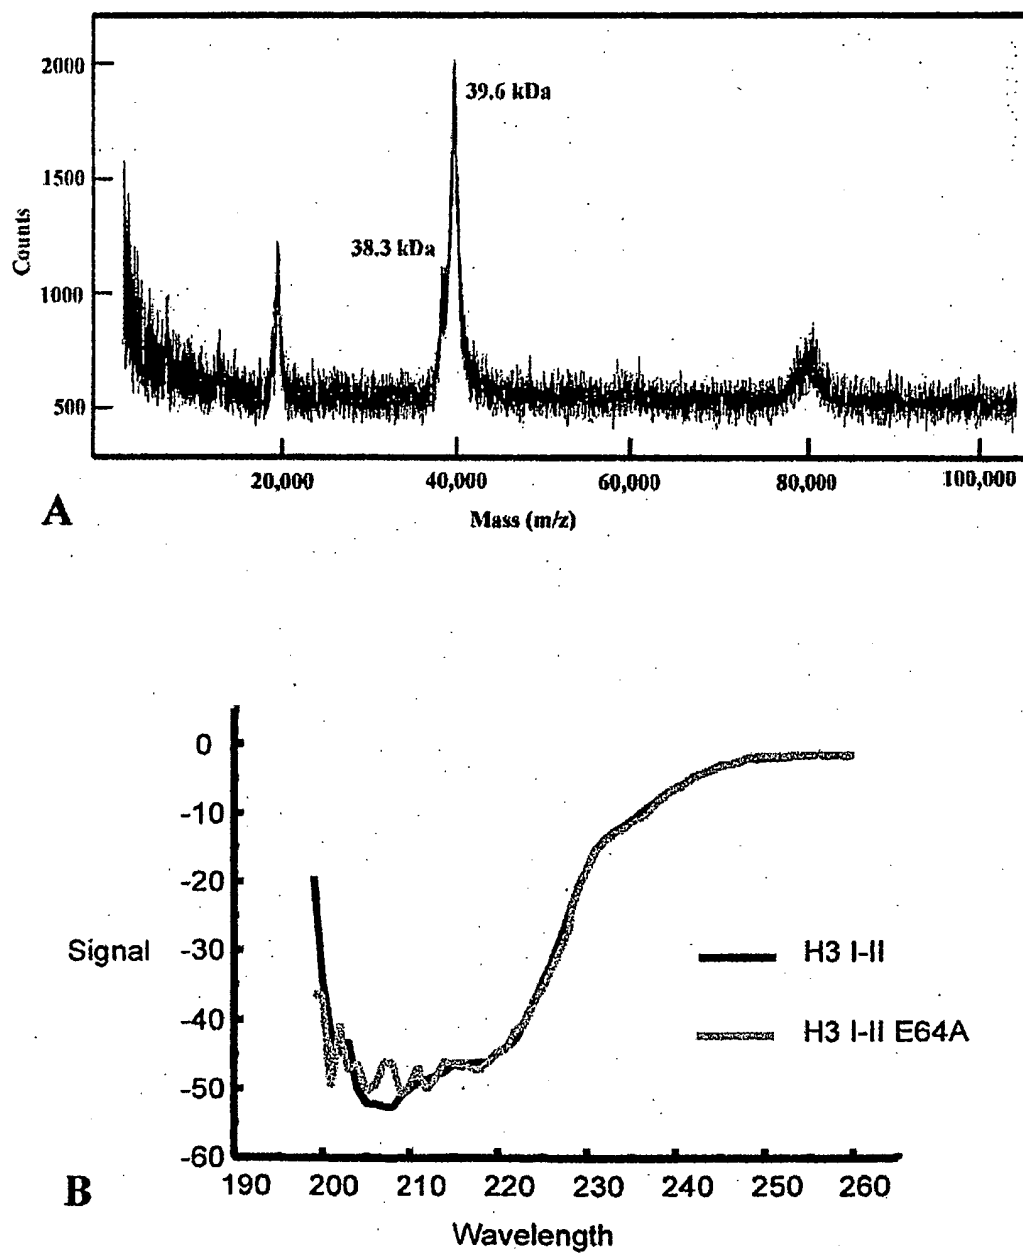 2000
39.6 kDa
1500
38.3 kDa
Counts
1000
500
20,000 40,000 60,000 80,000 100,000
A
Mass (m/z)
0
-10
-20
-30
Signal
H3 I-II
-40
H3 I-II E64A
-50
-60
190 200 210 220 230 240 250 260
B
Wavelength